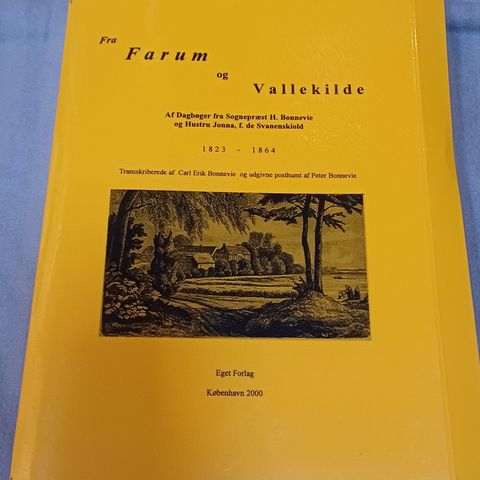 Fra
Farum
og
Vallekilde
Af Dagbøger fra Sognepræst H. Bonnevie
og Hustru Jonna, f. de Svanenskiold
1823 - 1864
Transskriberede af Carl Erik Bonnevie og udgivne posthumt af Peter Bonnevie
Eget Forlag
København 2000